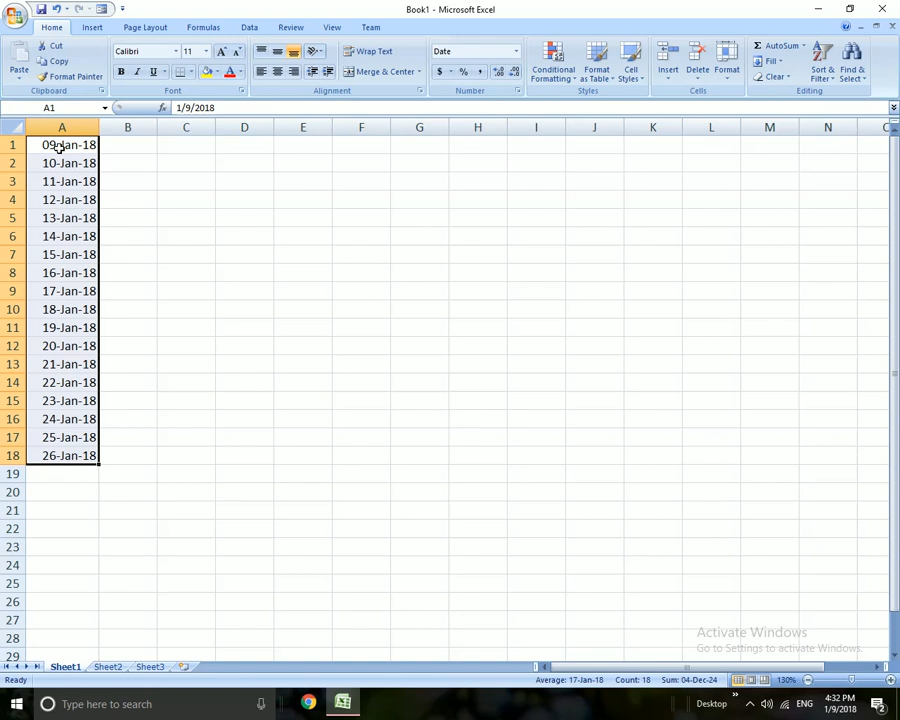 Book1 - Microsoft Excel
Home Insert Page Layout Formulas Data Review View Team
Cut
Copy
Format Painter
Paste
Clipboard
Calibri 11
B I U
Font
Wrap Text
Merge & Center
Alignment
Date
$ % ,
Number
Conditional Formatting
Format as Table
Cell Styles
Styles
Insert Delete Format
Cells
Σ AutoSum
Fill
Clear
Sort & Filter
Find & Select
Editing
A1 fx 1/9/2018
A B C D E F G H I J K L M N
1 09-Jan-18
2 10-Jan-18
3 11-Jan-18
4 12-Jan-18
5 13-Jan-18
6 14-Jan-18
7 15-Jan-18
8 16-Jan-18
9 17-Jan-18
10 18-Jan-18
11 19-Jan-18
12 20-Jan-18
13 21-Jan-18
14 22-Jan-18
15 23-Jan-18
16 24-Jan-18
17 25-Jan-18
18 26-Jan-18
19
20
21
22
23
24
25
26
27
28
29
Activate Windows
Go to Settings to activate Windows.
Sheet1 Sheet2 Sheet3
Ready Average: 17-Jan-18 Count: 18 Sum: 04-Dec-24 130%
Type here to search
Desktop ENG
4:32 PM
1/9/2018
2